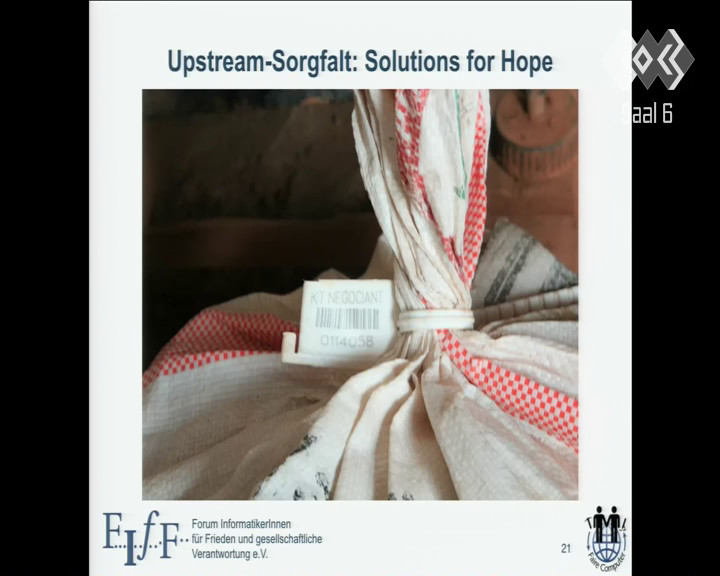 Upstream-Sorgfalt: Solutions for Hope
Saal 6
KT NEGOCIANT
0114058
FIfF
Forum InformatikerInnen
für Frieden und gesellschaftliche
Verantwortung e.V.
21
Faire Computer